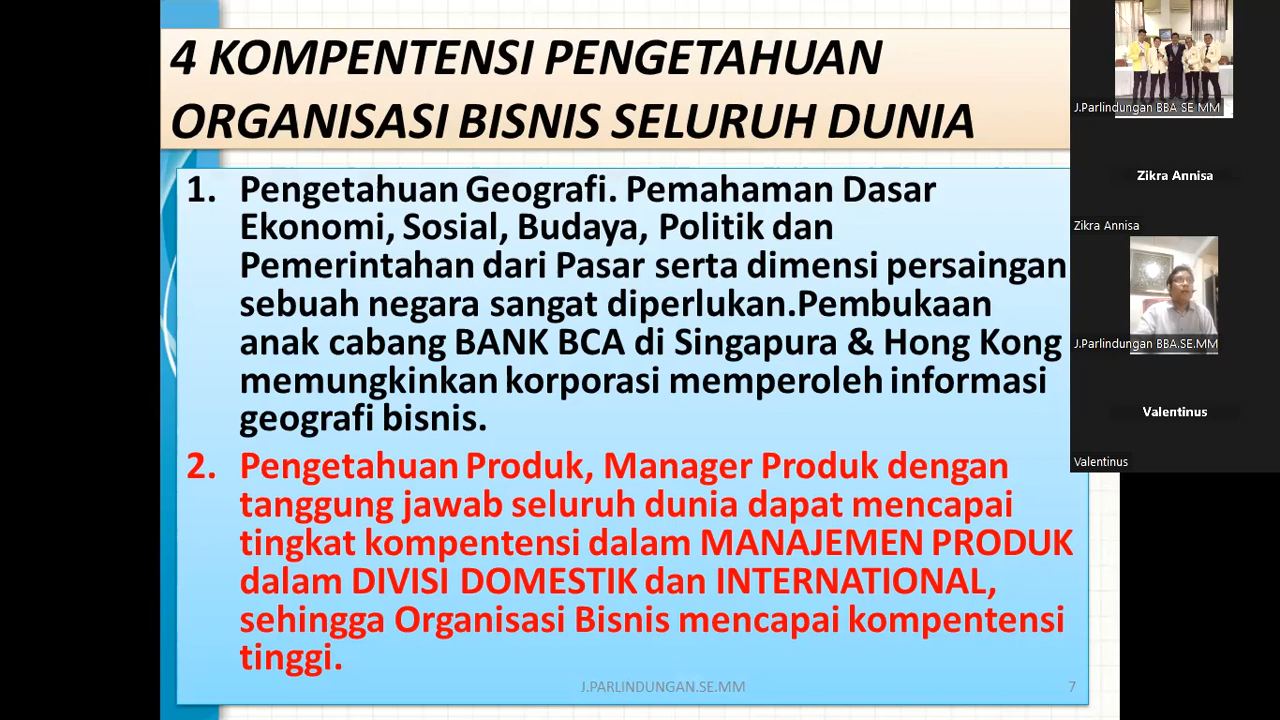 4 KOMPENTENSI PENGETAHUAN
ORGANISASI BISNIS SELURUH DUNIA
1. Pengetahuan Geografi. Pemahaman Dasar
Ekonomi, Sosial, Budaya, Politik dan
Pemerintahan dari Pasar serta dimensi persaingan
sebuah negara sangat diperlukan.Pembukaan
anak cabang BANK BCA di Singapura & Hong Kong
memungkinkan korporasi memperoleh informasi
geografi bisnis.
2. Pengetahuan Produk, Manager Produk dengan
tanggung jawab seluruh dunia dapat mencapai
tingkat kompentensi dalam MANAJEMEN PRODUK
dalam DIVISI DOMESTIK dan INTERNATIONAL,
sehingga Organisasi Bisnis mencapai kompentensi
tinggi.
J.PARLINDUNGAN.SE.MM
7
J.Parlindungan BBA SE MM
Zikra Annisa
Zikra Annisa
J.Parlindungan BBA.SE.MM
Valentinus
Valentinus